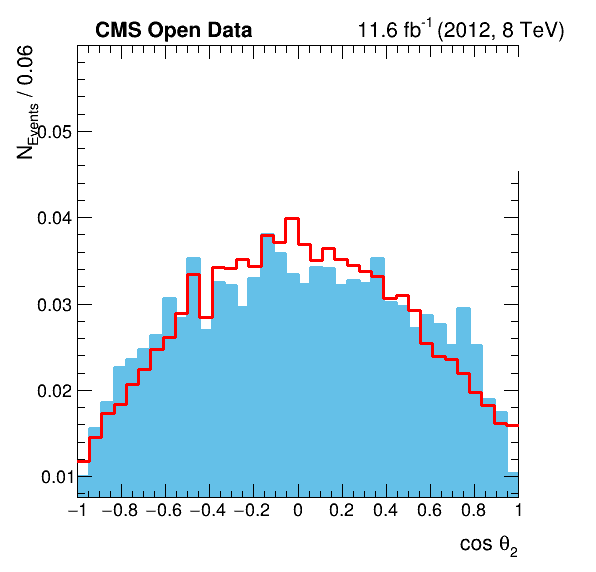 CMS Open Data
11.6 fb⁻¹ (2012, 8 TeV)
N_Events / 0.06
0.05
0.04
0.03
0.02
0.01
−1 −0.8 −0.6 −0.4 −0.2 0 0.2 0.4 0.6 0.8 1
cos θ₂